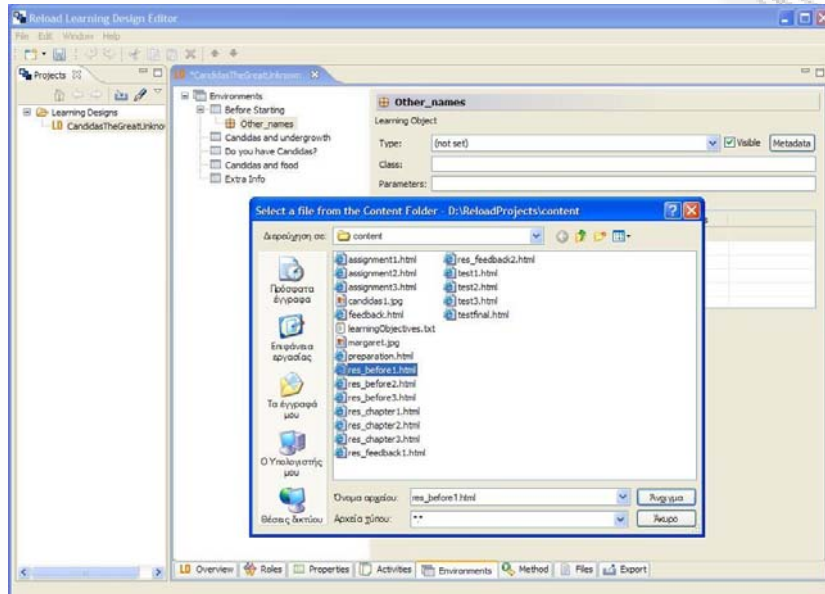 Reload Learning Design Editor
File Edit Window Help
Projects
*CandidasTheGreatUnknown
Learning Designs
CandidasTheGreatUnkno
Environments
Before Starting
Other_names
Candidas and undergrowth
Do you have Candidas?
Candidas and food
Extra Info
Other_names
Learning Object
Type: (not set) Visible Metadata
Class:
Parameters:
Select a file from the Content Folder - D:\ReloadProjects\content
Διερεύνηση σε: content
Πρόσφατα έγγραφα
Επιφάνεια εργασίας
Τα έγγραφά μου
Ο Υπολογιστής μου
Θέσεις δικτύου
assignment1.html
assignment2.html
assignment3.html
candidas1.jpg
feedback.html
learningObjectives.txt
margaret.jpg
preparation.html
res_before1.html
res_before2.html
res_before3.html
res_chapter1.html
res_chapter2.html
res_chapter3.html
res_feedback1.html
res_feedback2.html
test1.html
test2.html
test3.html
testfinal.html
Όνομα αρχείου: res_before1.html Άνοιγμα
Αρχεία τύπου: *.* Άκυρο
LD Overview Roles Properties Activities Environments Method Files Export